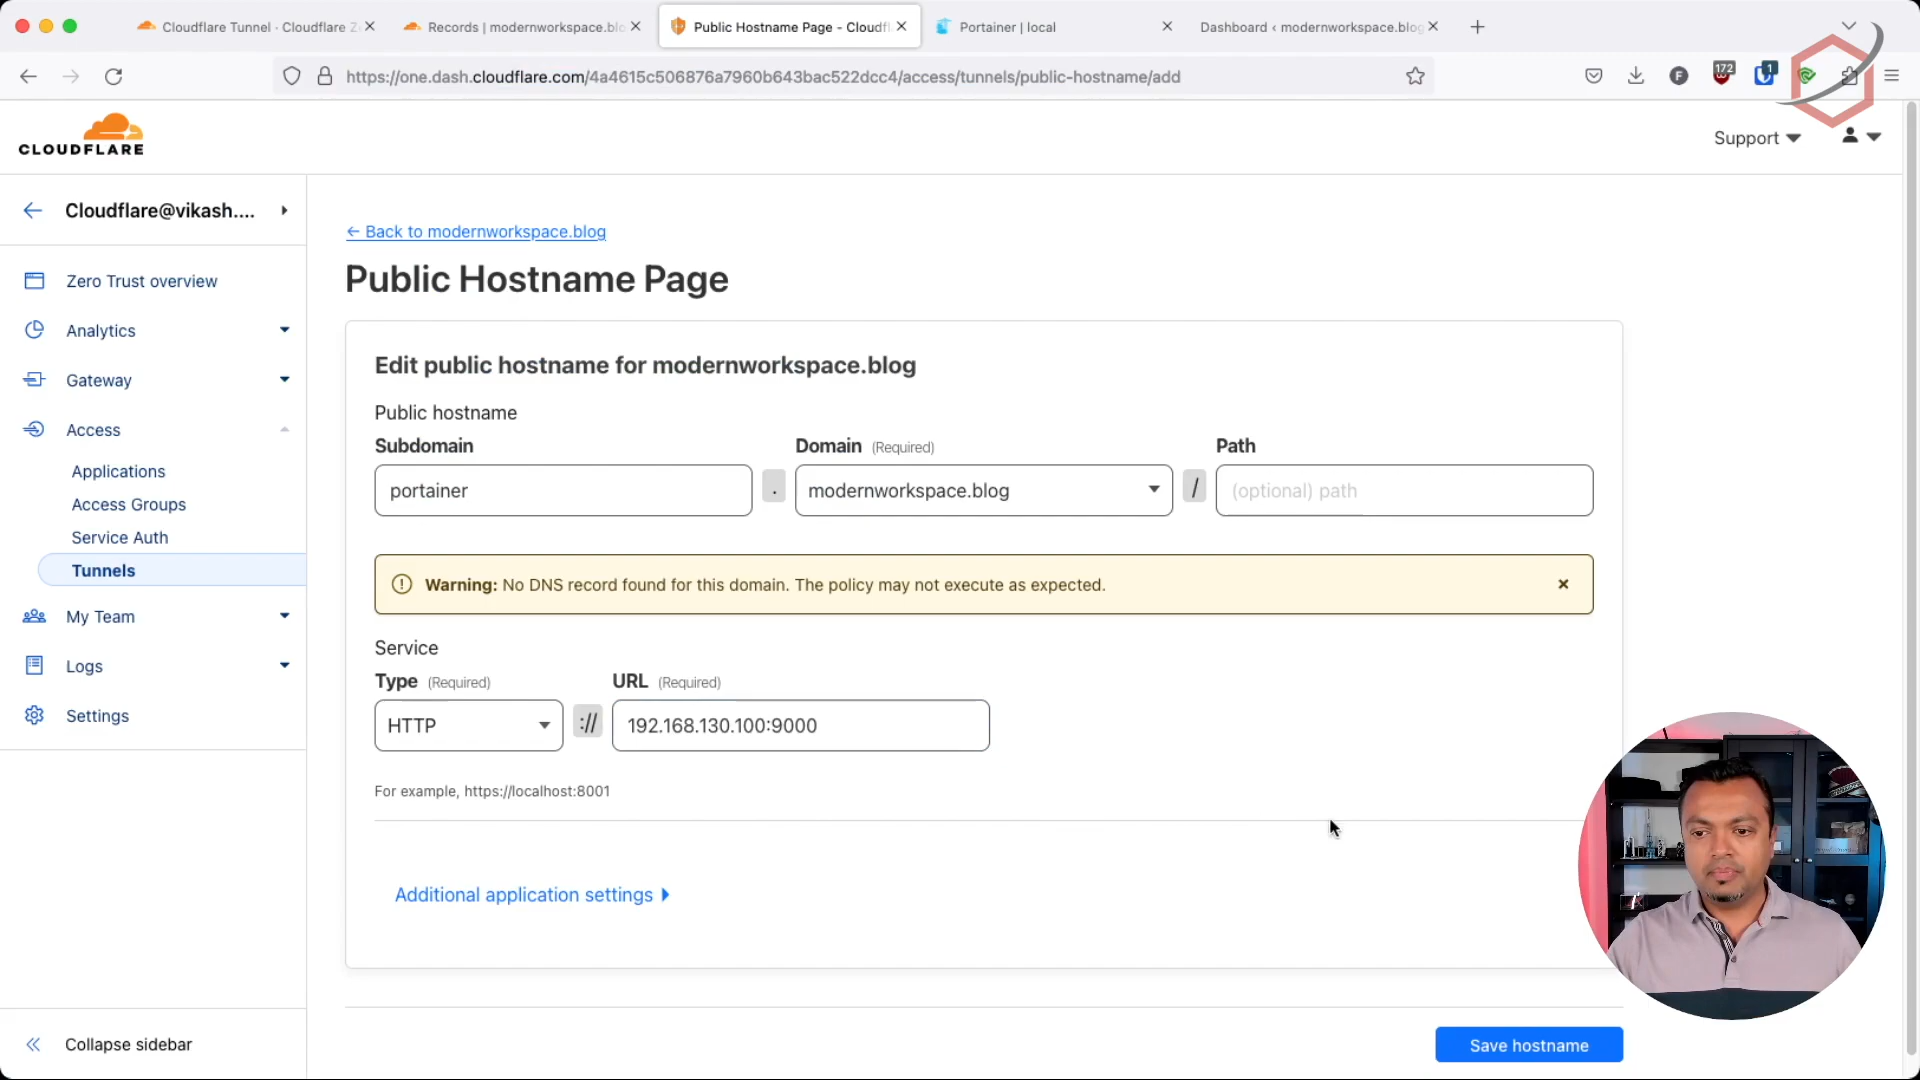 Cloudflare Tunnel · Cloudflare Z
Records | modernworkspace.blo
Public Hostname Page - Cloudfl
Portainer | local
Dashboard ‹ modernworkspace.blog
https://one.dash.cloudflare.com/4a4615c506876a7960b643bac522dcc4/access/tunnels/public-hostname/add
F
172
1
CLOUDFLARE
Support
Cloudflare@vikash....
Zero Trust overview
Analytics
Gateway
Access
Applications
Access Groups
Service Auth
Tunnels
My Team
Logs
Settings
Collapse sidebar
← Back to modernworkspace.blog
Public Hostname Page
Edit public hostname for modernworkspace.blog
Public hostname
Subdomain Domain (Required) Path
portainer . modernworkspace.blog / (optional) path
Warning: No DNS record found for this domain. The policy may not execute as expected.
Service
Type (Required) URL (Required)
HTTP :// 192.168.130.100:9000
For example, https://localhost:8001
Additional application settings
Save hostname